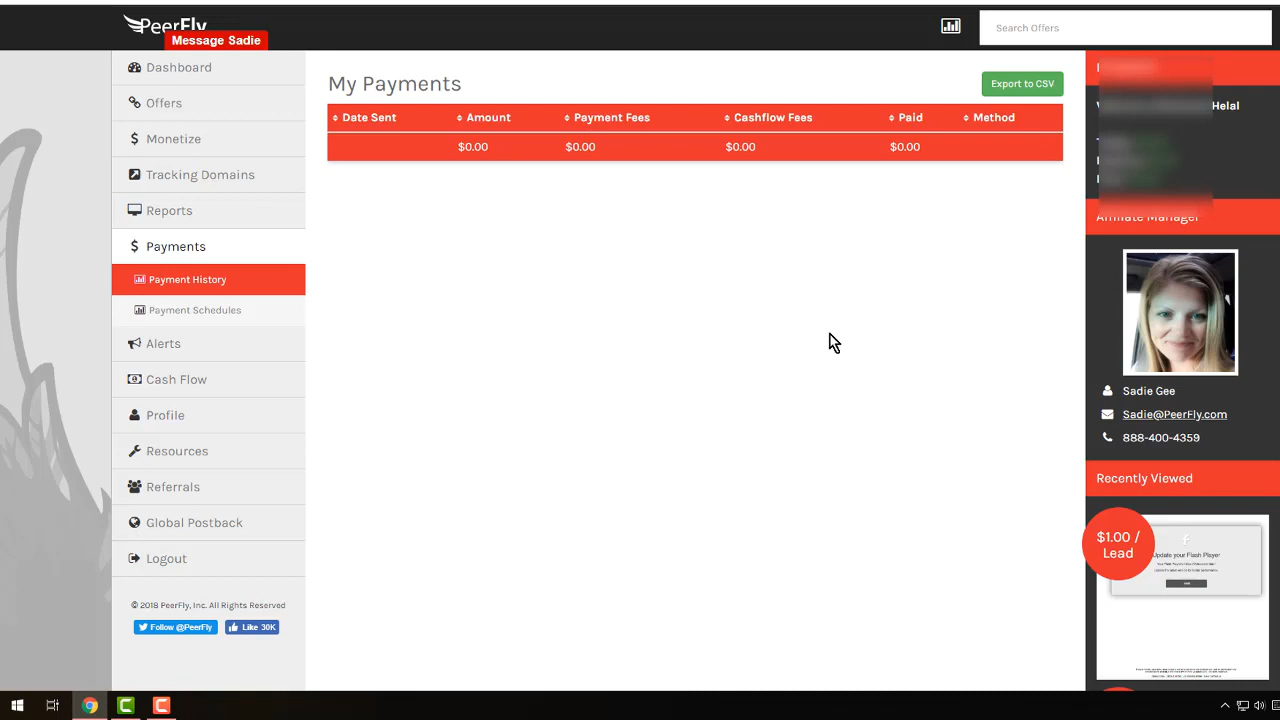 PeerFly
Message Sadie
Search Offers
Dashboard
Offers
Monetize
Tracking Domains
Reports
Payments
Payment History
Payment Schedules
Alerts
Cash Flow
Profile
Resources
Referrals
Global Postback
Logout
© 2018 PeerFly, Inc. All Rights Reserved
Follow @PeerFly
Like 30K
My Payments
Export to CSV
Date Sent Amount Payment Fees Cashflow Fees Paid Method
$0.00 $0.00 $0.00 $0.00
Helal
Affiliate Manager
Sadie Gee
Sadie@PeerFly.com
888-400-4359
Recently Viewed
$1.00 /
Lead
Update your Flash Player